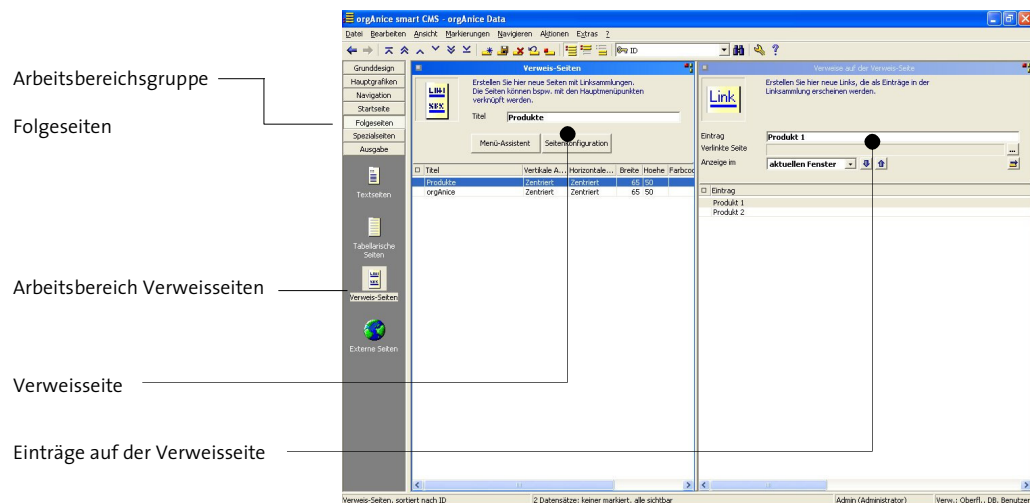 orgAnice smart CMS - orgAnice Data
Datei Bearbeiten Ansicht Markierungen Navigieren Aktionen Extras ?
ID
Arbeitsbereichsgruppe
Folgeseiten
Arbeitsbereich Verweisseiten
Verweisseite
Einträge auf der Verweisseite
Grunddesign
Hauptgrafiken
Navigation
Startseite
Folgeseiten
Spezialseiten
Ausgabe
Textseiten
Tabellarische
Seiten
Verweis-Seiten
Externe Seiten
Verweis-Seiten
Erstellen Sie hier neue Seiten mit Linksammlungen.
Die Seiten können bspw. mit den Hauptmenüpunkten
verknüpft werden.
Titel Produkte
Menü-Assistent Seitenkonfiguration
Titel Vertikale A... Horizontale... Breite Hoehe Farbcod
Produkte Zentriert Zentriert 65 50
orgAnice Zentriert Zentriert 65 50
Verweise auf der Verweis-Seite
Link
Erstellen Sie hier neue Links, die als Einträge in der
Linksammlung erscheinen werden.
Eintrag Produkt 1
Verlinkte Seite ...
Anzeige im aktuellen Fenster
Eintrag
Produkt 1
Produkt 2
Verweis-Seiten, sortiert nach ID 2 Datensätze; keiner markiert, alle sichtbar Admin (Administrator) Verw.: Oberfl., DB, Benutzer